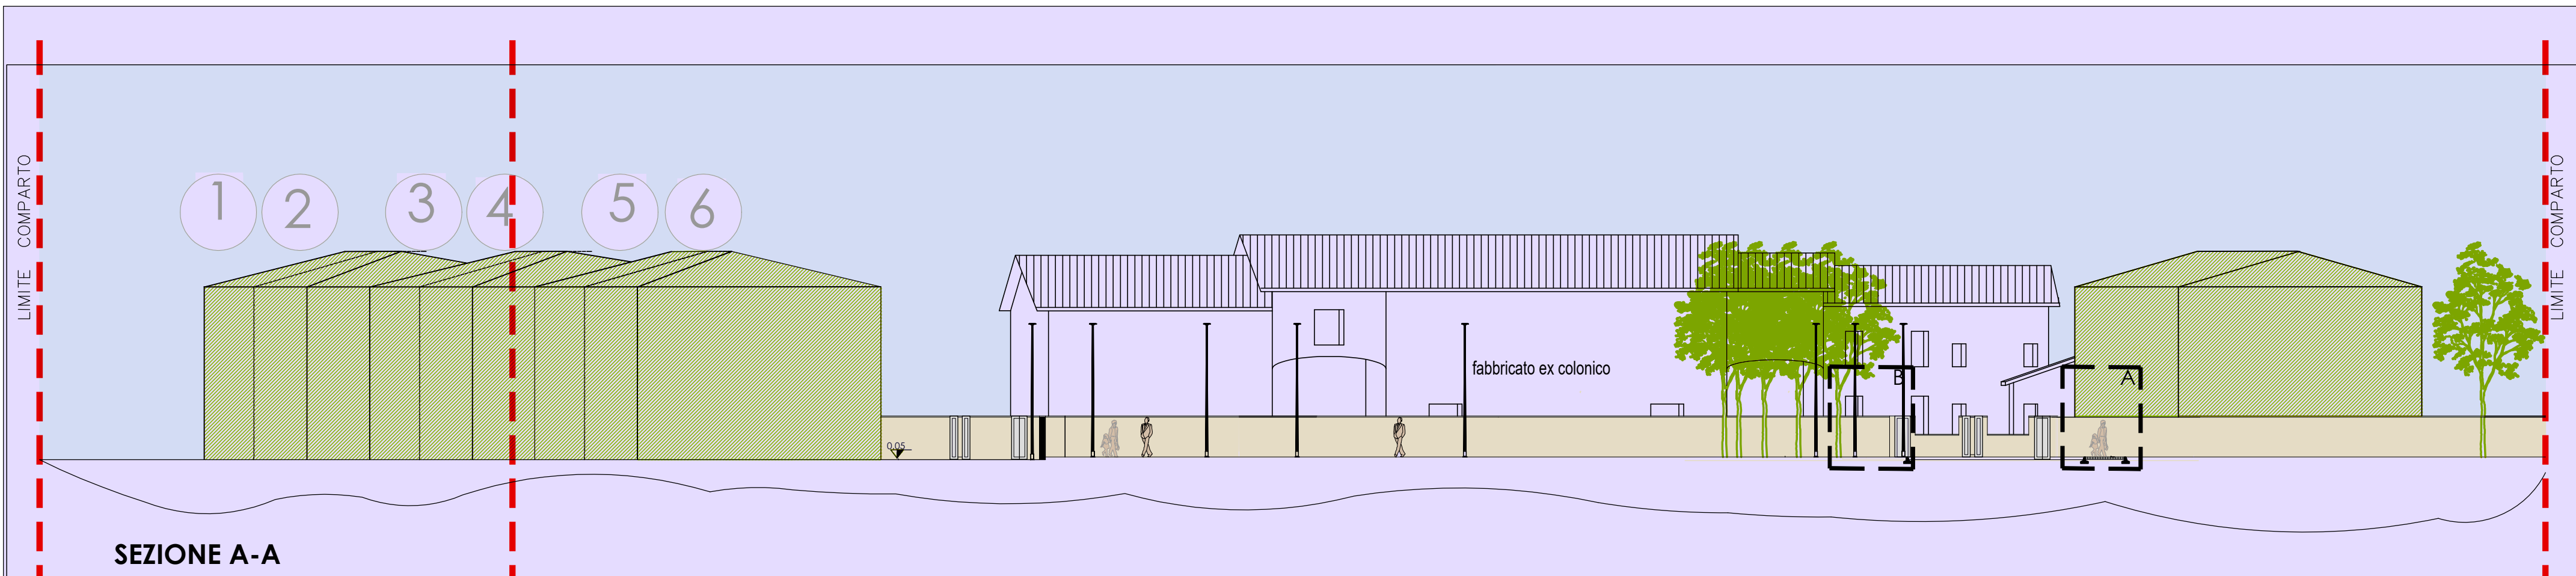 1 2 3 4 5 6
LIMITE COMPARTO
LIMITE COMPARTO
fabbricato ex colonico
B
A
0.05
SEZIONE A-A